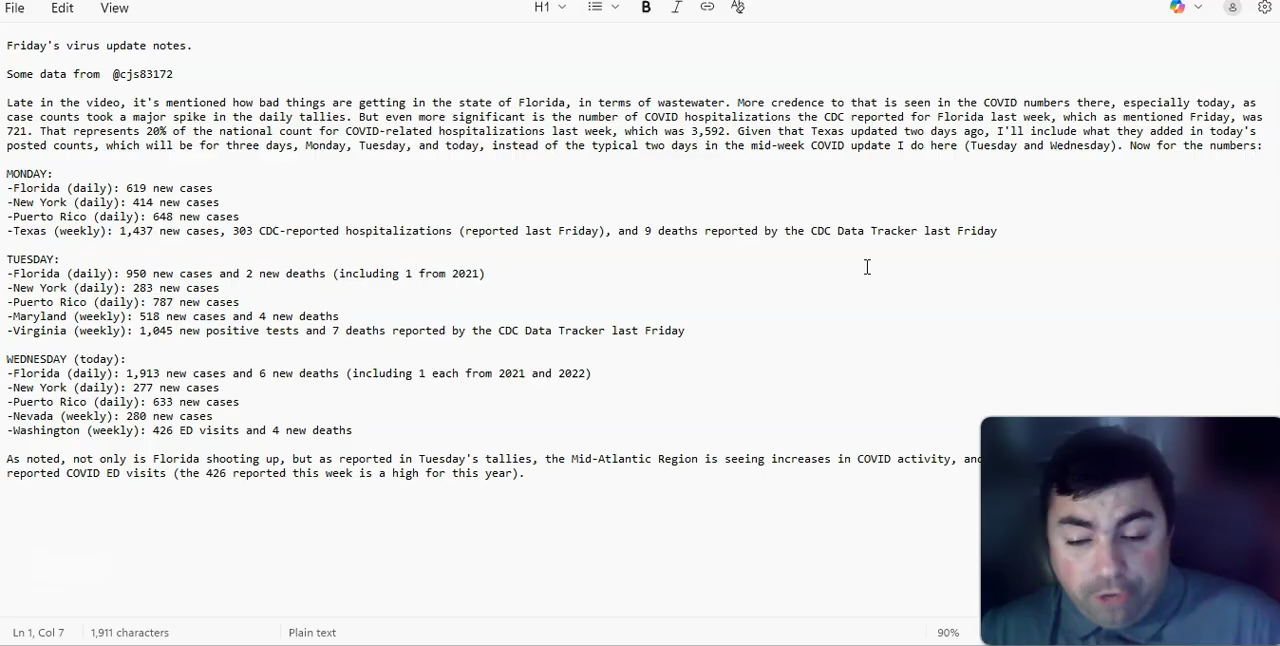 File Edit View H1 B I
Friday's virus update notes.
Some data from @cjs83172
Late in the video, it's mentioned how bad things are getting in the state of Florida, in terms of wastewater. More credence to that is seen in the COVID numbers there, especially today, as
case counts took a major spike in the daily tallies. But even more significant is the number of COVID hospitalizations the CDC reported for Florida last week, which as mentioned Friday, was
721. That represents 20% of the national count for COVID-related hospitalizations last week, which was 3,592. Given that Texas updated two days ago, I'll include what they added in today's
posted counts, which will be for three days, Monday, Tuesday, and today, instead of the typical two days in the mid-week COVID update I do here (Tuesday and Wednesday). Now for the numbers:
MONDAY:
-Florida (daily): 619 new cases
-New York (daily): 414 new cases
-Puerto Rico (daily): 648 new cases
-Texas (weekly): 1,437 new cases, 303 CDC-reported hospitalizations (reported last Friday), and 9 deaths reported by the CDC Data Tracker last Friday
TUESDAY:
-Florida (daily): 950 new cases and 2 new deaths (including 1 from 2021)
-New York (daily): 283 new cases
-Puerto Rico (daily): 787 new cases
-Maryland (weekly): 518 new cases and 4 new deaths
-Virginia (weekly): 1,045 new positive tests and 7 deaths reported by the CDC Data Tracker last Friday
WEDNESDAY (today):
-Florida (daily): 1,913 new cases and 6 new deaths (including 1 each from 2021 and 2022)
-New York (daily): 277 new cases
-Puerto Rico (daily): 633 new cases
-Nevada (weekly): 280 new cases
-Washington (weekly): 426 ED visits and 4 new deaths
As noted, not only is Florida shooting up, but as reported in Tuesday's tallies, the Mid-Atlantic Region is seeing increases in COVID activity, and
reported COVID ED visits (the 426 reported this week is a high for this year).
Ln 1, Col 7 1,911 characters Plain text 90%